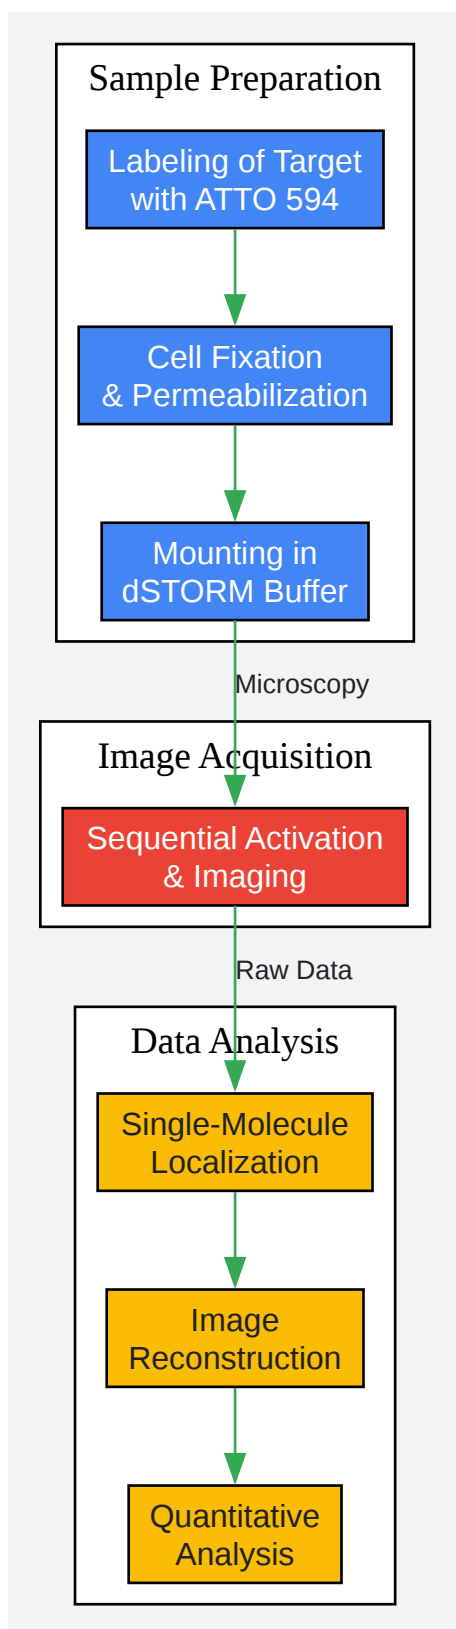 Sample Preparation
Labeling of Target
with ATTO 594
Cell Fixation
& Permeabilization
Mounting in
dSTORM Buffer
Microscopy
Image Acquisition
Sequential Activation
& Imaging
Raw Data
Data Analysis
Single-Molecule
Localization
Image
Reconstruction
Quantitative
Analysis